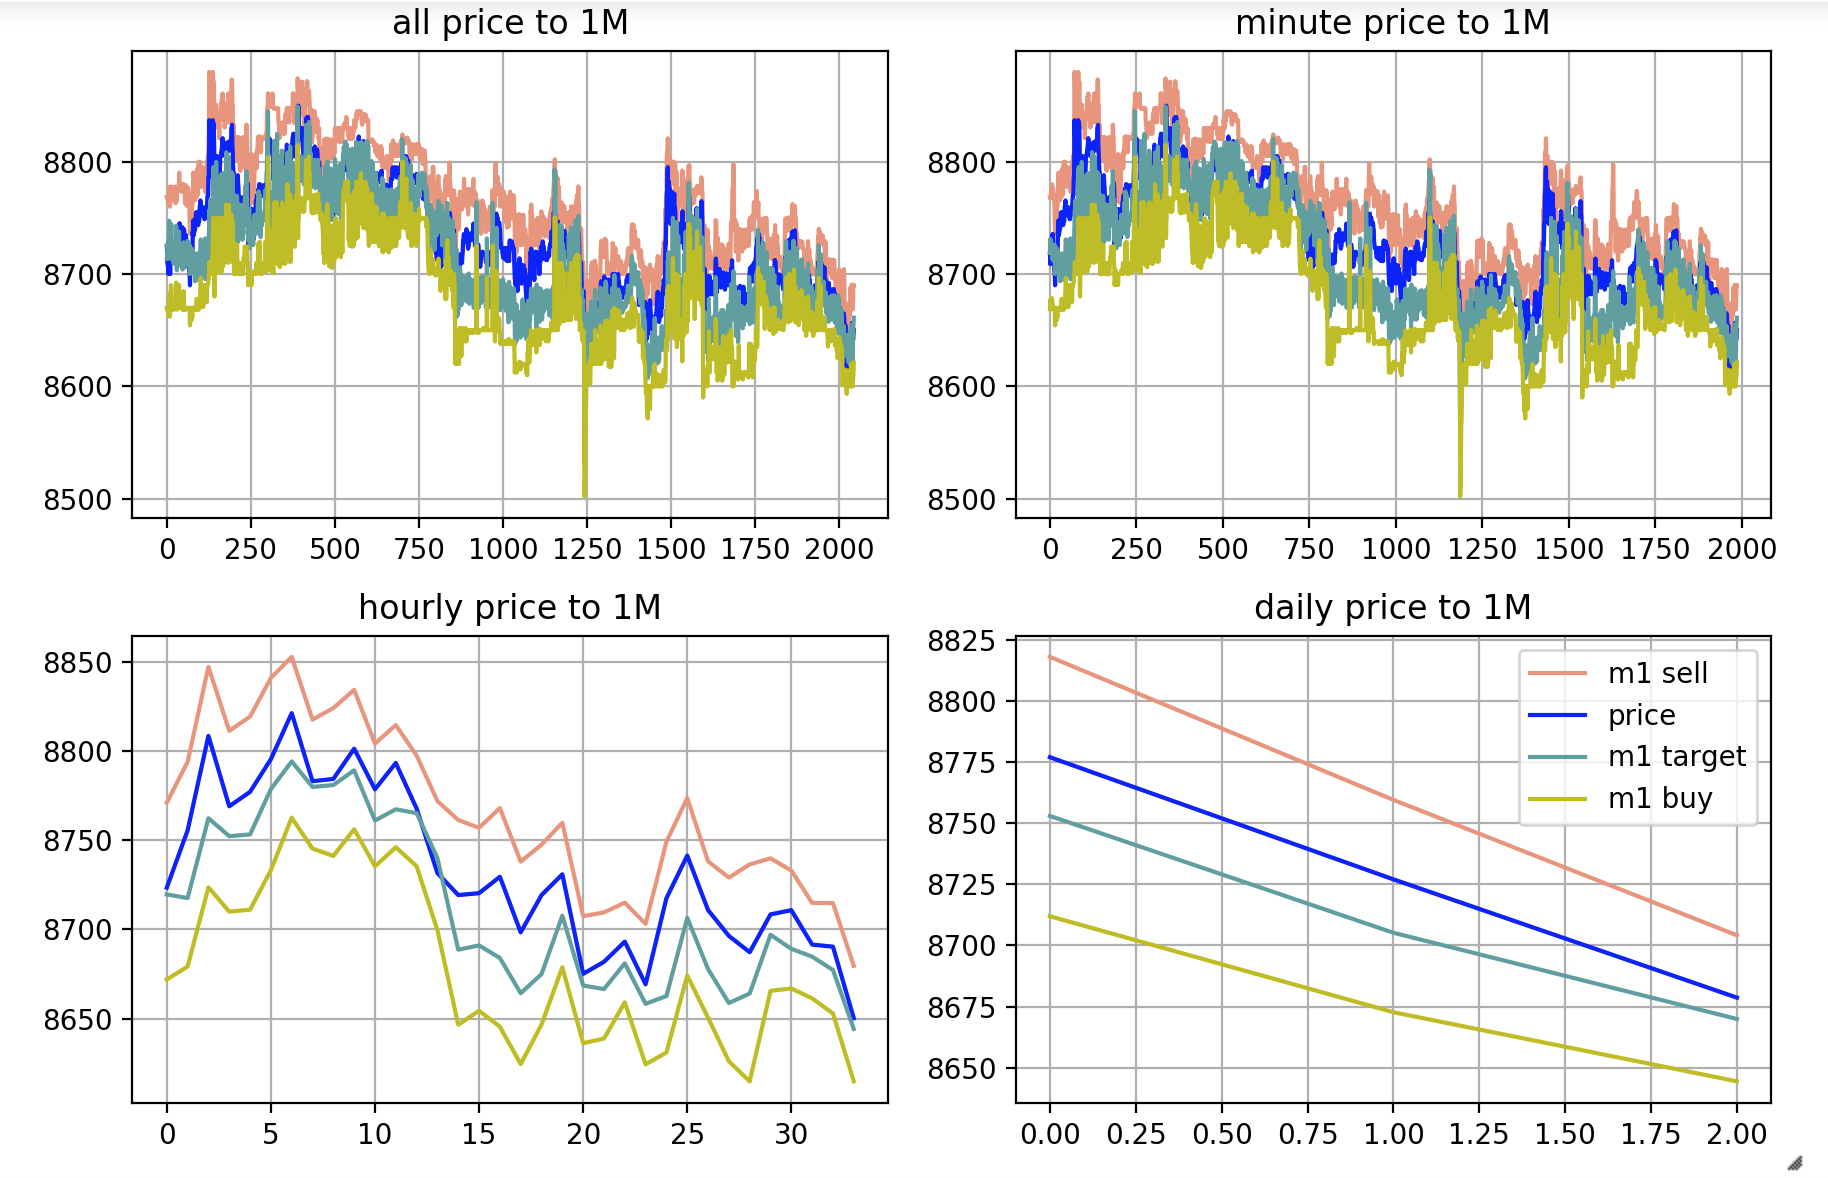 all price to 1M
8800
8700
8600
8500
0 250 500 750 1000 1250 1500 1750 2000
minute price to 1M
8800
8700
8600
8500
0 250 500 750 1000 1250 1500 1750 2000
hourly price to 1M
8850
8800
8750
8700
8650
0 5 10 15 20 25 30
daily price to 1M
8825
8800
8775
8750
8725
8700
8675
8650
0.00 0.25 0.50 0.75 1.00 1.25 1.50 1.75 2.00
m1 sell
price
m1 target
m1 buy